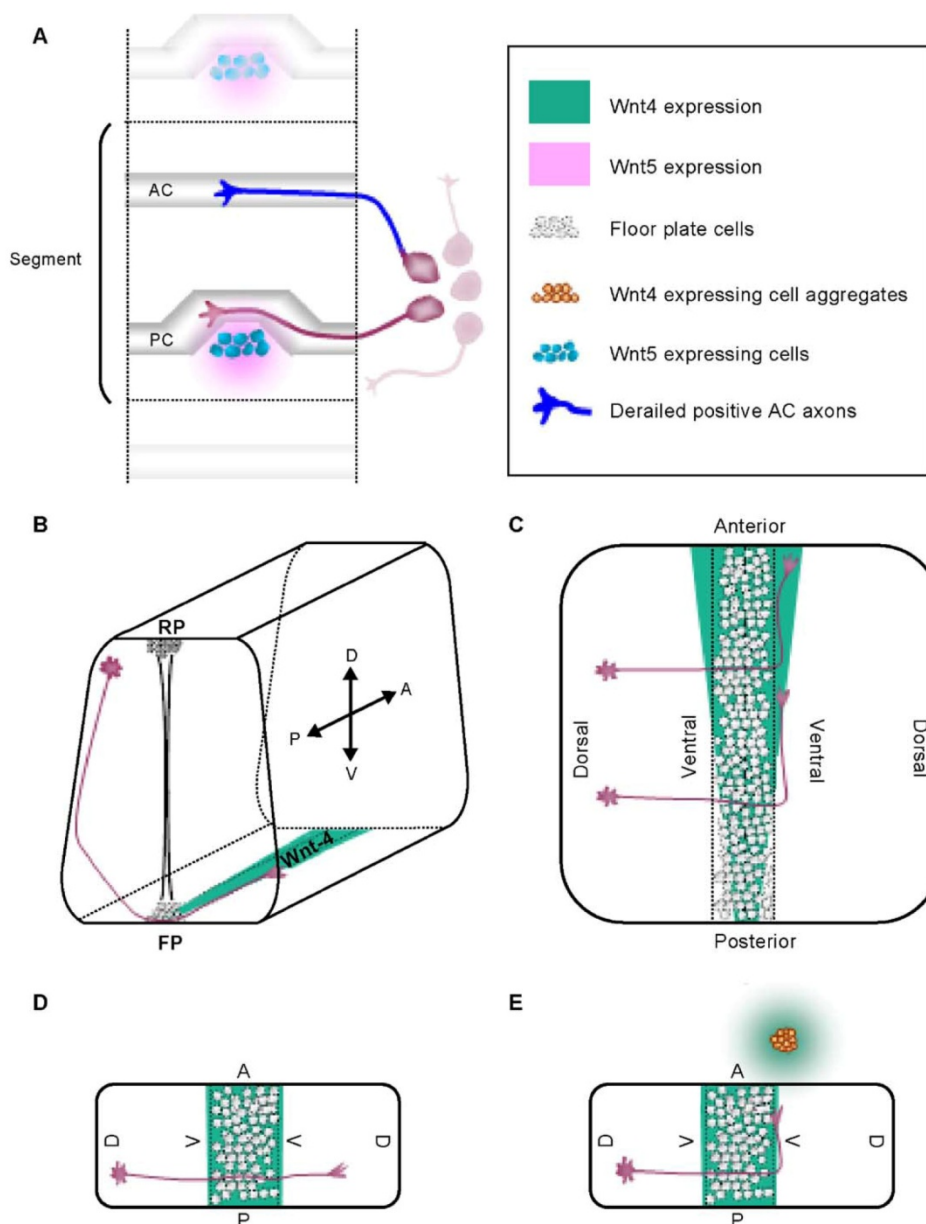 A
AC
Segment
PC
Wnt4 expression
Wnt5 expression
Floor plate cells
Wnt4 expressing cell aggregates
Wnt5 expressing cells
Derailed positive AC axons
B
RP
D
A
P
V
Wnt-4
FP
C
Anterior
Dorsal
Ventral
Ventral
Dorsal
Posterior
D
A
D
V
V
D
P
E
A
D
V
V
D
P